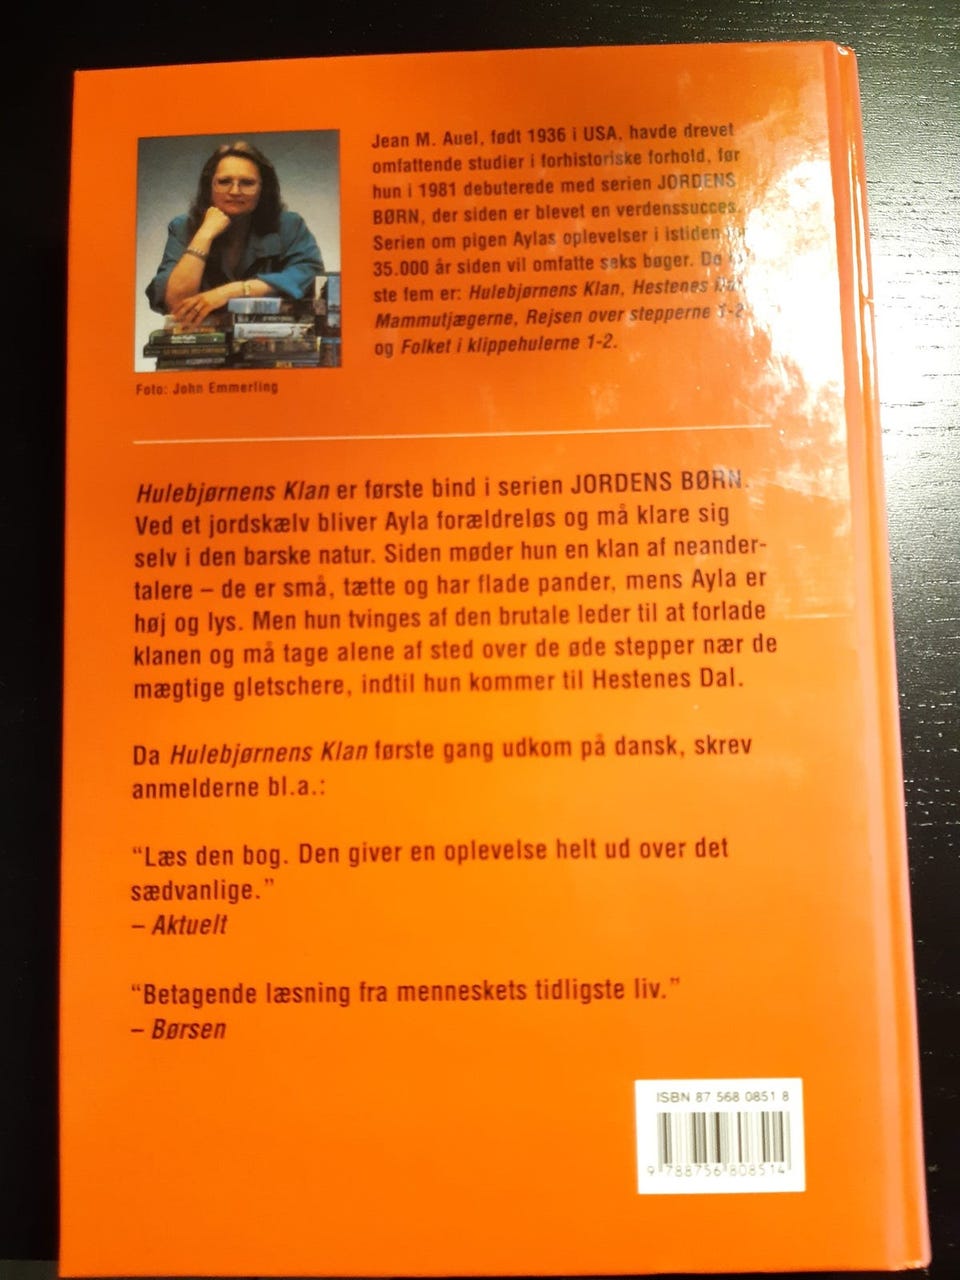 Jean M. Auel, født 1936 i USA, havde drevet
omfattende studier i forhistoriske forhold, før
hun i 1981 debuterede med serien JORDENS
BØRN, der siden er blevet en verdenssucces.
Serien om pigen Aylas oplevelser i istiden for
35.000 år siden vil omfatte seks bøger. De
ste fem er: Hulebjørnens Klan, Hestenes Dal,
Mammutjægerne, Rejsen over stepperne 1-2
og Folket i klippehulerne 1-2.
Foto: John Emmerling
Hulebjørnens Klan er første bind i serien JORDENS BØRN.
Ved et jordskælv bliver Ayla forældreløs og må klare sig
selv i den barske natur. Siden møder hun en klan af neander-
talere – de er små, tætte og har flade pander, mens Ayla er
høj og lys. Men hun tvinges af den brutale leder til at forlade
klanen og må tage alene af sted over de øde stepper nær de
mægtige gletschere, indtil hun kommer til Hestenes Dal.
Da Hulebjørnens Klan første gang udkom på dansk, skrev
anmelderne bl.a.:
“Læs den bog. Den giver en oplevelse helt ud over det
sædvanlige.”
– Aktuelt
“Betagende læsning fra menneskets tidligste liv.”
– Børsen
ISBN 87 568 0851 8
9 788756 808514